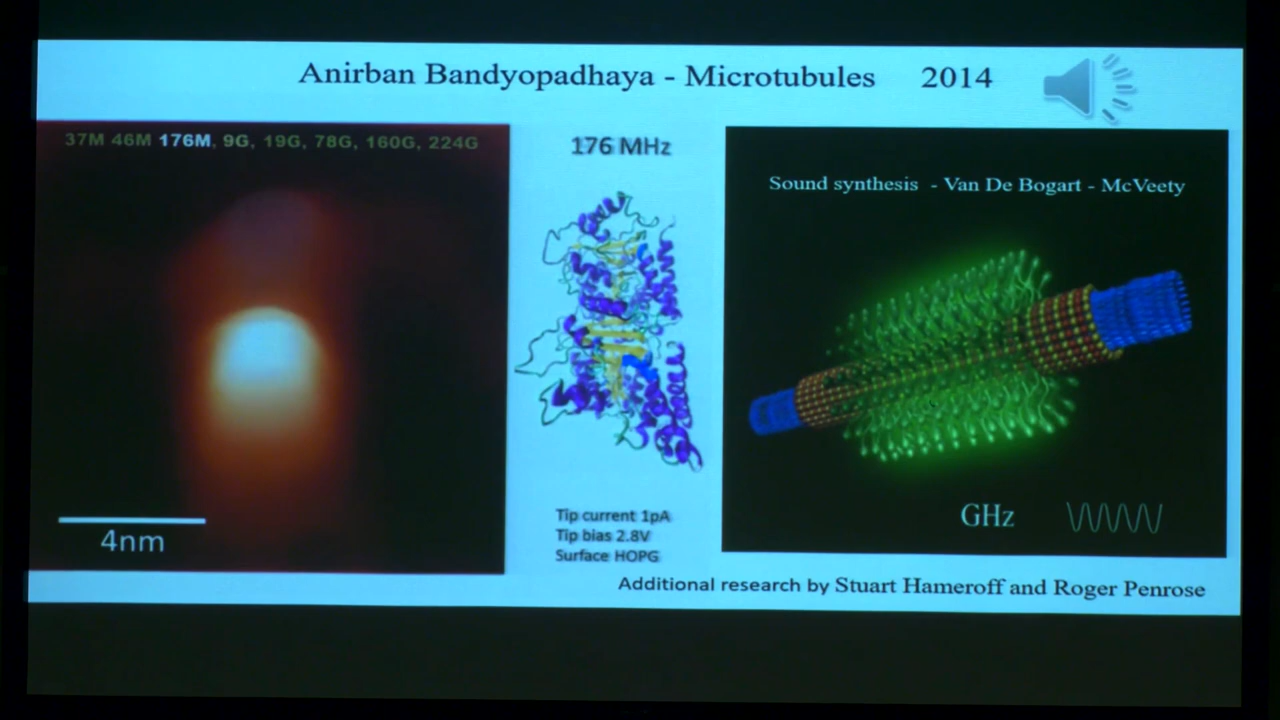 Anirban Bandyopadhaya - Microtubules 2014
37M 46M 176M, 9G, 19G, 78G, 160G, 224G
4nm
176 MHz
Tip current 1pA
Tip bias 2.8V
Surface HOPG
Sound synthesis - Van De Bogart - McVeety
GHz
Additional research by Stuart Hameroff and Roger Penrose